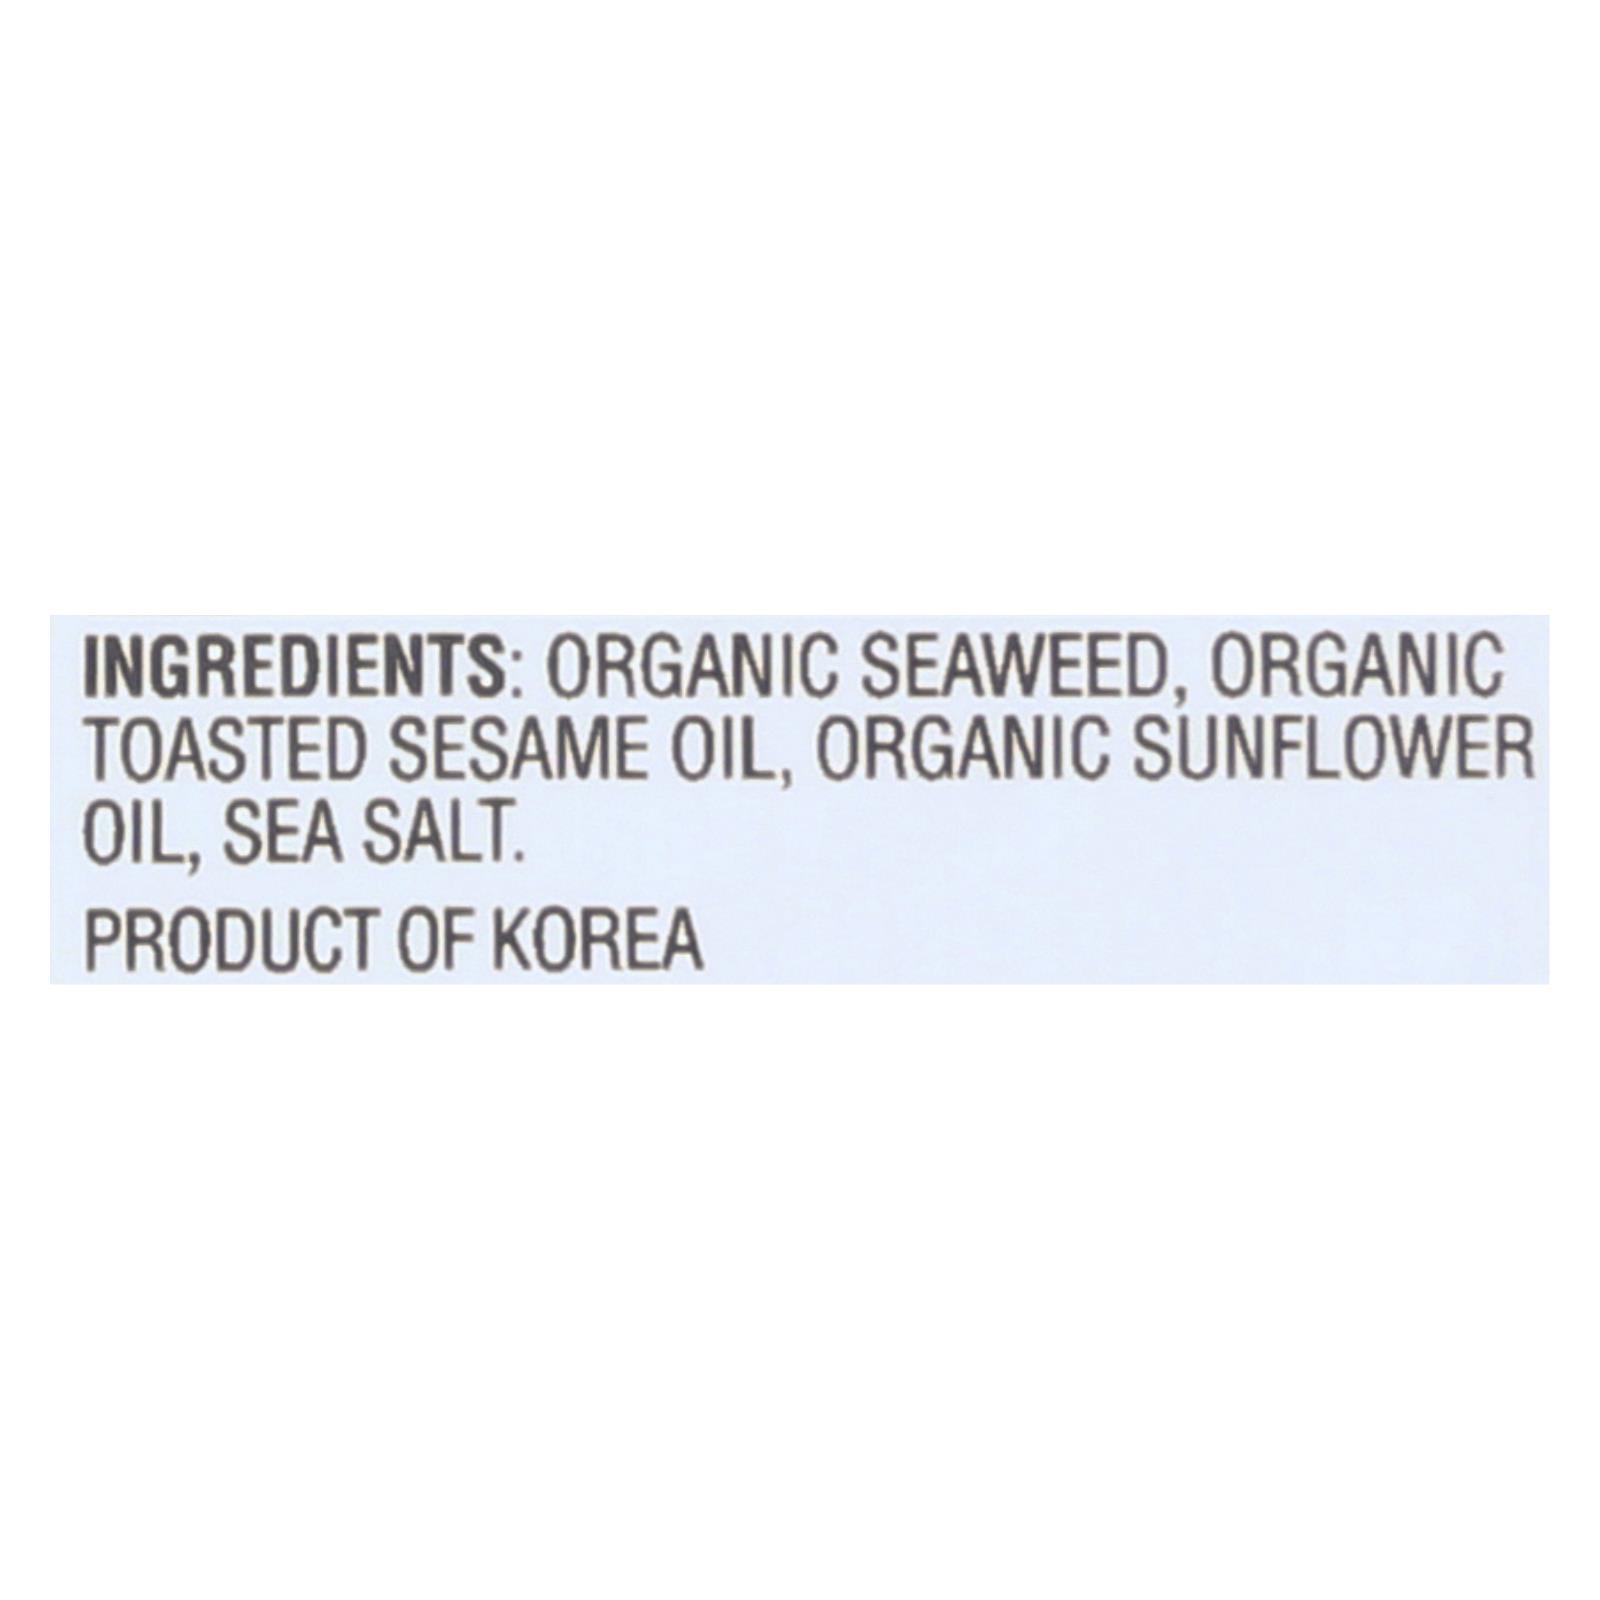 INGREDIENTS: ORGANIC SEAWEED, ORGANIC
TOASTED SESAME OIL, ORGANIC SUNFLOWER
OIL, SEA SALT.
PRODUCT OF KOREA